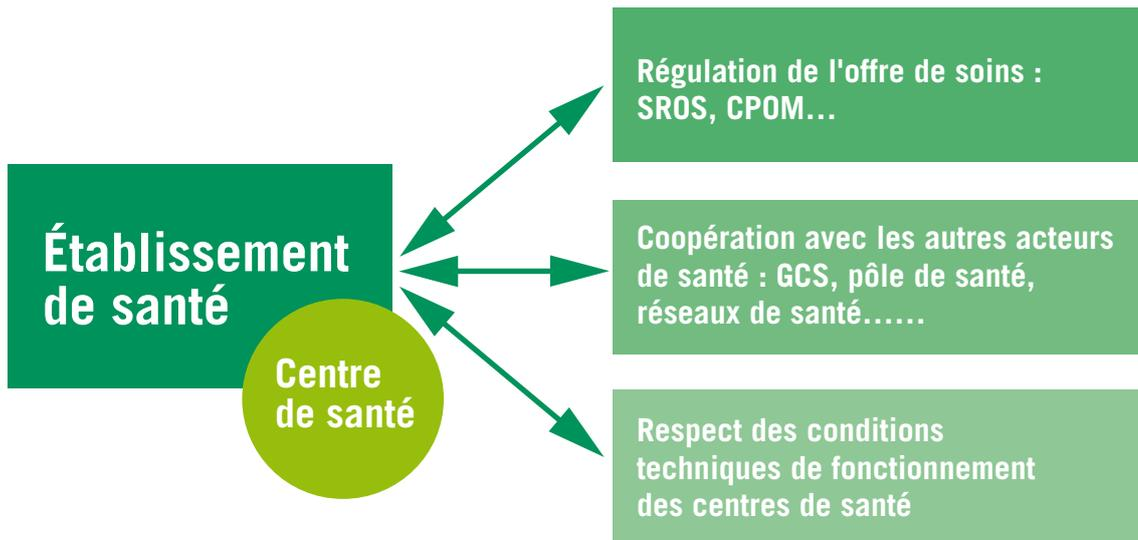 Établissement
de santé
Centre
de santé
Régulation de l'offre de soins :
SROS, CPOM...
Coopération avec les autres acteurs
de santé : GCS, pôle de santé,
réseaux de santé......
Respect des conditions
techniques de fonctionnement
des centres de santé